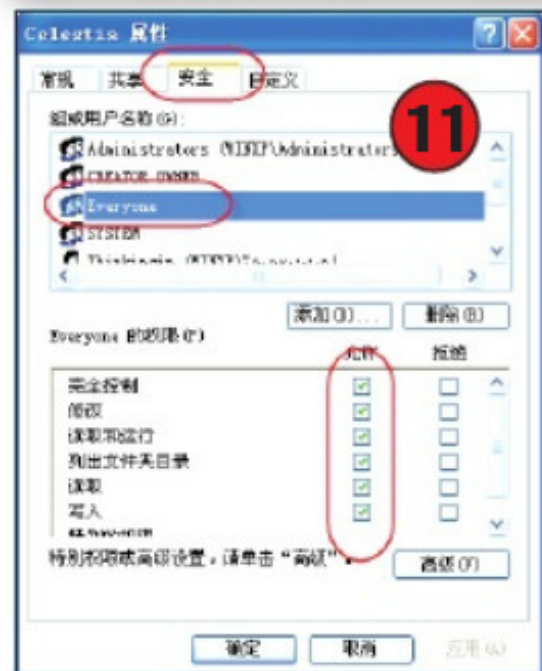 Celestia 属性
常规 共享 安全 自定义
11
组或用户名称(G):
Administrators (WINXP\Administrators
CREATOR OWNER
Everyone
SYSTEM
添加(D)... 删除(R)
Everyone 的权限(P)
允许 拒绝
完全控制
修改
读取和运行
列出文件夹目录
读取
写入
特别权限或高级设置,请单击“高级”。
高级(V)
确定 取消 应用(A)